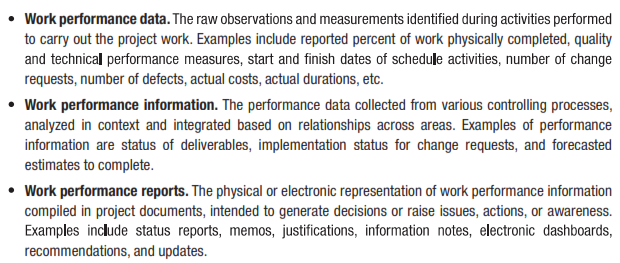 • Work performance data. The raw observations and measurements identified during activities performed
to carry out the project work. Examples include reported percent of work physically completed, quality
and technical performance measures, start and finish dates of schedule activities, number of change
requests, number of defects, actual costs, actual durations, etc.
• Work performance information. The performance data collected from various controlling processes,
analyzed in context and integrated based on relationships across areas. Examples of performance
information are status of deliverables, implementation status for change requests, and forecasted
estimates to complete.
• Work performance reports. The physical or electronic representation of work performance information
compiled in project documents, intended to generate decisions or raise issues, actions, or awareness.
Examples include status reports, memos, justifications, information notes, electronic dashboards,
recommendations, and updates.